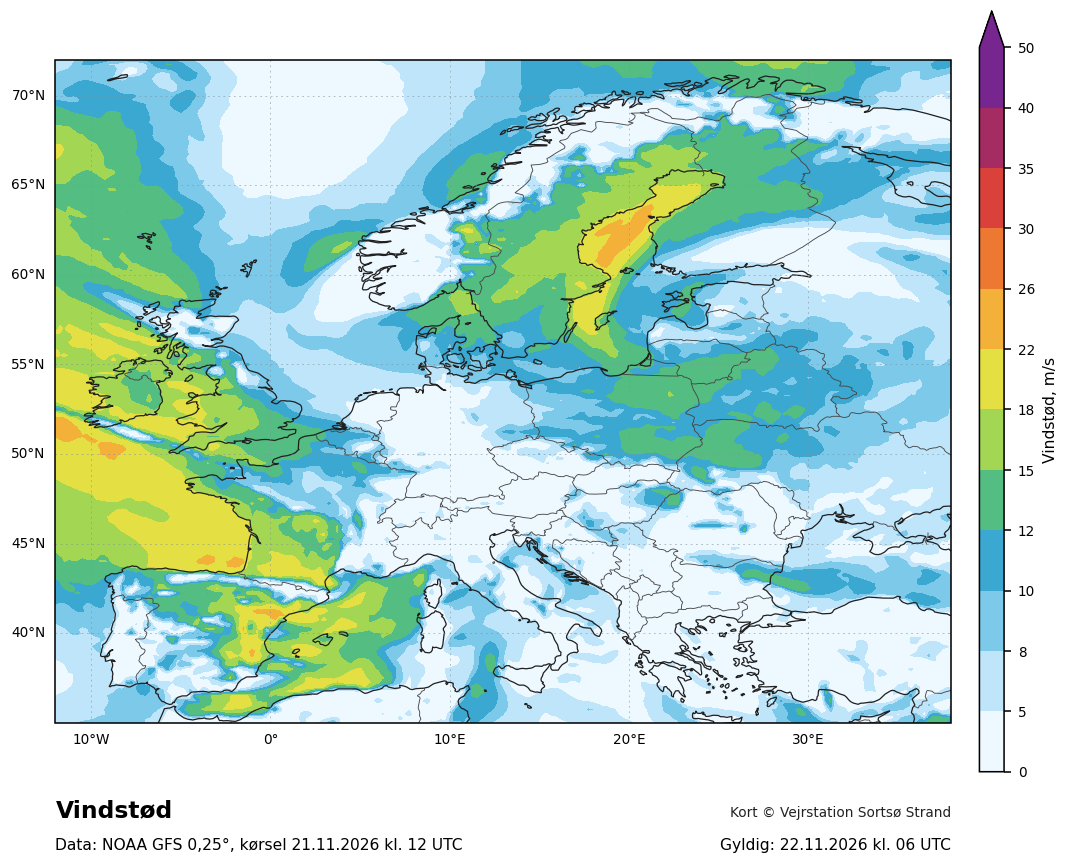 50
40
35
30
26
22
18
15
12
10
8
5
0
Vindstød, m/s
70°N
65°N
60°N
55°N
50°N
45°N
40°N
10°W
0°
10°E
20°E
30°E
Vindstød
Kort © Vejrstation Sortsø Strand
Data: NOAA GFS 0,25°, kørsel 21.11.2026 kl. 12 UTC
Gyldig: 22.11.2026 kl. 06 UTC